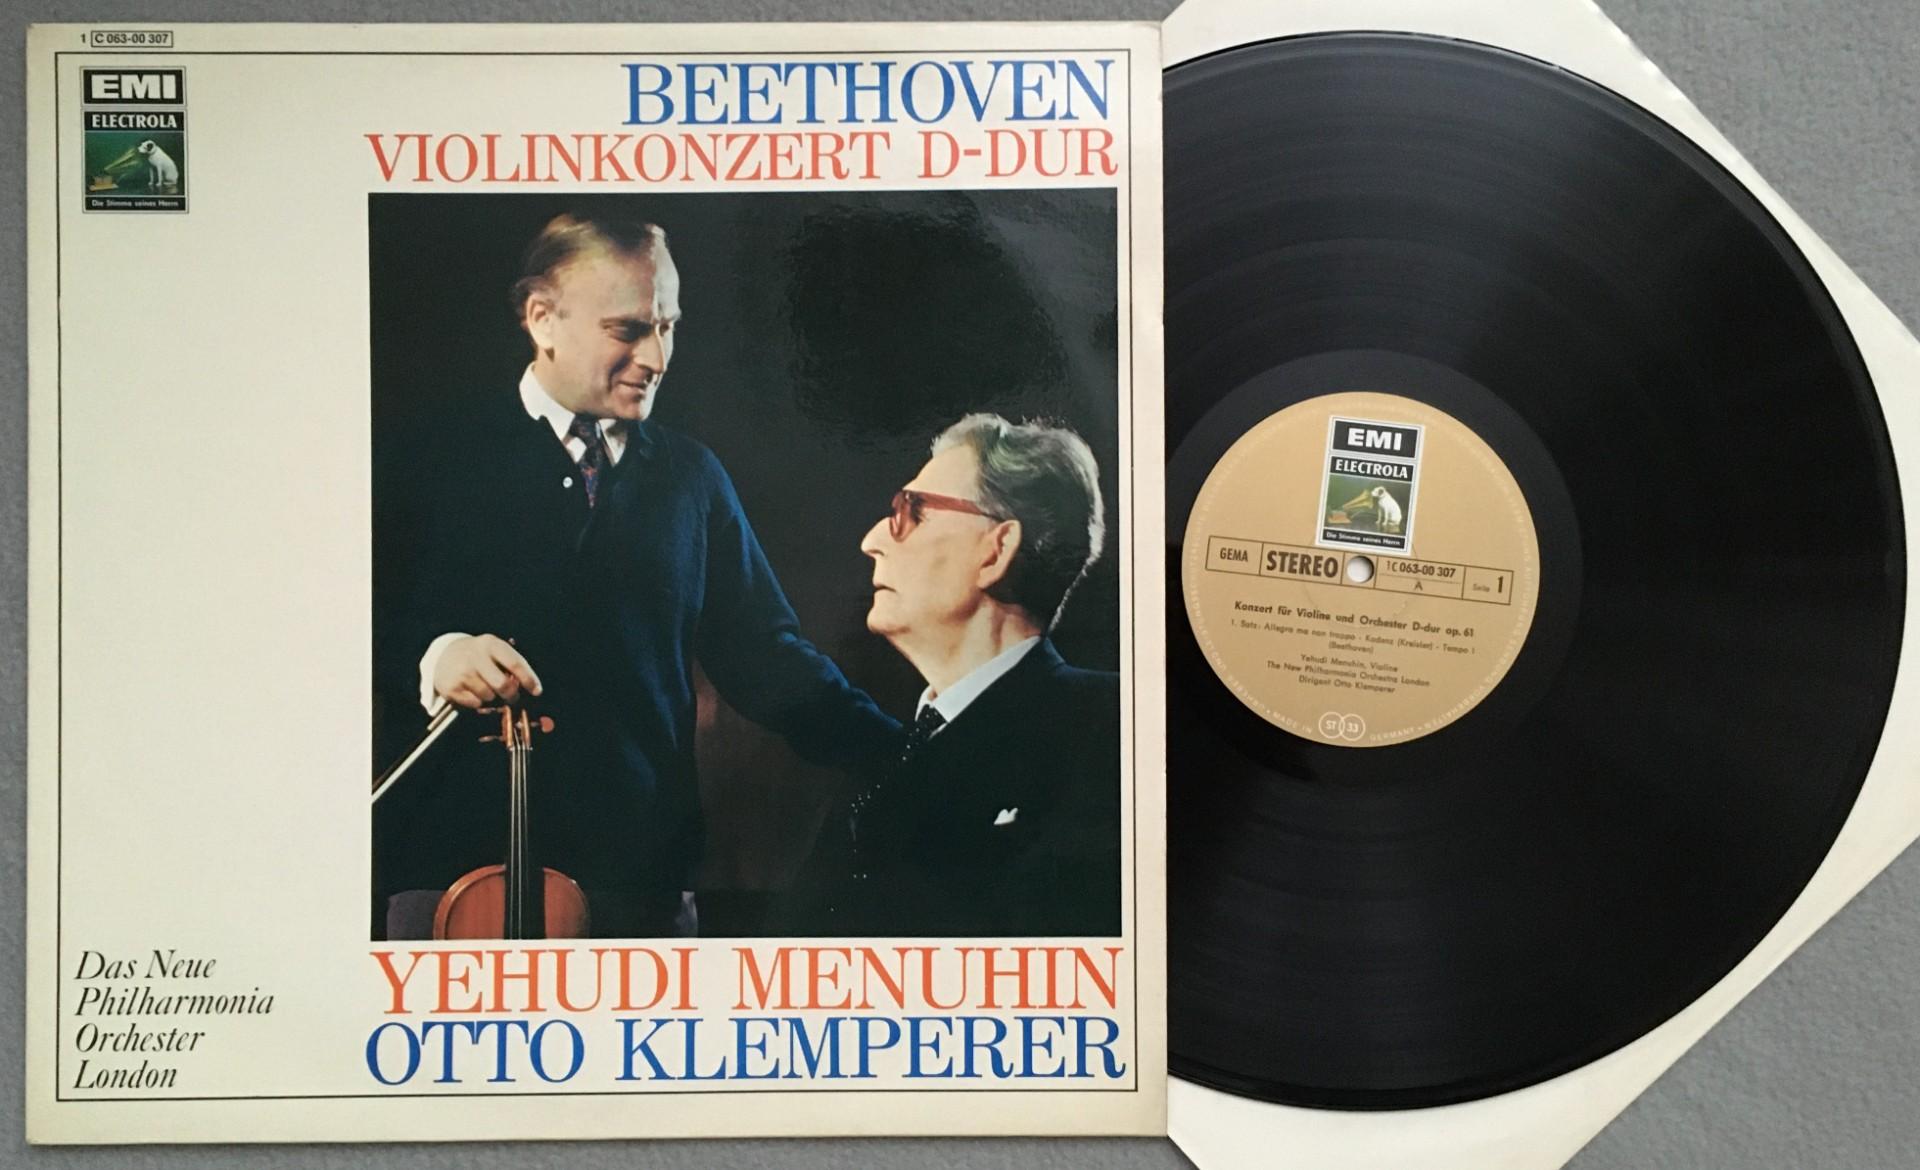 1 C 063-00 307
EMI
ELECTROLA
Die Stimme seines Herrn
BEETHOVEN
VIOLINKONZERT D-DUR
Das Neue
Philharmonia
Orchester
London
YEHUDI MENUHIN
OTTO KLEMPERER
EMI
ELECTROLA
Die Stimme seines Herrn
GEMA STEREO 1C 063-00 307 Seite 1
A
Konzert für Violine und Orchester D-dur op. 61
1. Satz: Allegro ma non troppo - Kadenz (Kreisler) - Tempo I
(Beethoven)
Yehudi Menuhin, Violine
The New Philharmonia Orchestra London
Dirigent Otto Klemperer
MADE IN GERMANY
ST 33